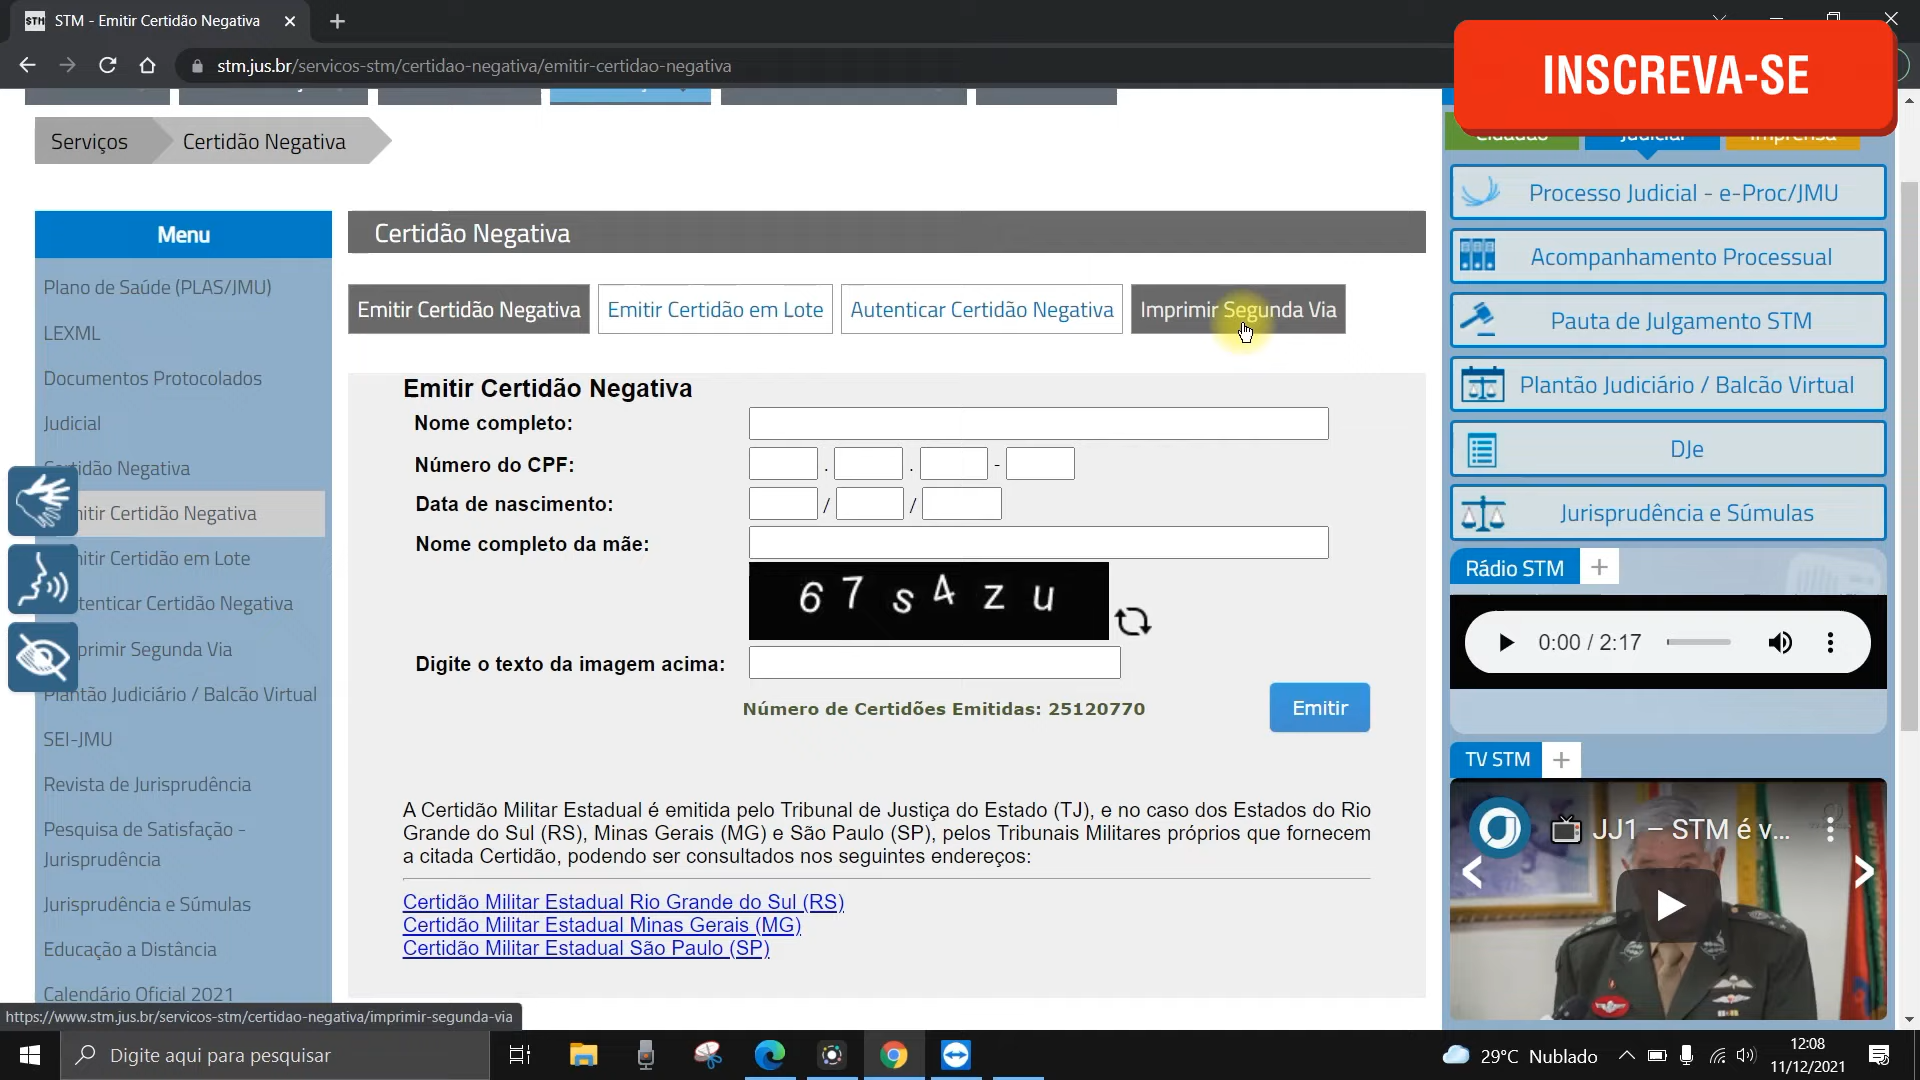 STM - Emitir Certidão Negativa
stm.jus.br/servicos-stm/certidao-negativa/emitir-certidao-negativa
INSCREVA-SE
Serviços
Certidão Negativa
Cidadão
Judicial
Imprensa
Menu
Plano de Saúde (PLAS/JMU)
LEXML
Documentos Protocolados
Judicial
Certidão Negativa
mitir Certidão Negativa
mitir Certidão em Lote
tenticar Certidão Negativa
primir Segunda Via
Plantão Judiciário / Balcão Virtual
SEI-JMU
Revista de Jurisprudência
Pesquisa de Satisfação -
Jurisprudência
Jurisprudência e Súmulas
Educação a Distância
Calendário Oficial 2021
Certidão Negativa
Emitir Certidão Negativa
Emitir Certidão em Lote
Autenticar Certidão Negativa
Imprimir Segunda Via
Emitir Certidão Negativa
Nome completo:
Número do CPF: . . -
Data de nascimento: / /
Nome completo da mãe:
67s4zu
Digite o texto da imagem acima:
Número de Certidões Emitidas: 25120770
Emitir
A Certidão Militar Estadual é emitida pelo Tribunal de Justiça do Estado (TJ), e no caso dos Estados do Rio
Grande do Sul (RS), Minas Gerais (MG) e São Paulo (SP), pelos Tribunais Militares próprios que fornecem
a citada Certidão, podendo ser consultados nos seguintes endereços:
Certidão Militar Estadual Rio Grande do Sul (RS)
Certidão Militar Estadual Minas Gerais (MG)
Certidão Militar Estadual São Paulo (SP)
Processo Judicial - e-Proc/JMU
Acompanhamento Processual
Pauta de Julgamento STM
Plantão Judiciário / Balcão Virtual
DJe
Jurisprudência e Súmulas
Rádio STM +
0:00 / 2:17
TV STM +
JJ1 – STM é v...
https://www.stm.jus.br/servicos-stm/certidao-negativa/imprimir-segunda-via
Digite aqui para pesquisar
29°C Nublado
12:08
11/12/2021